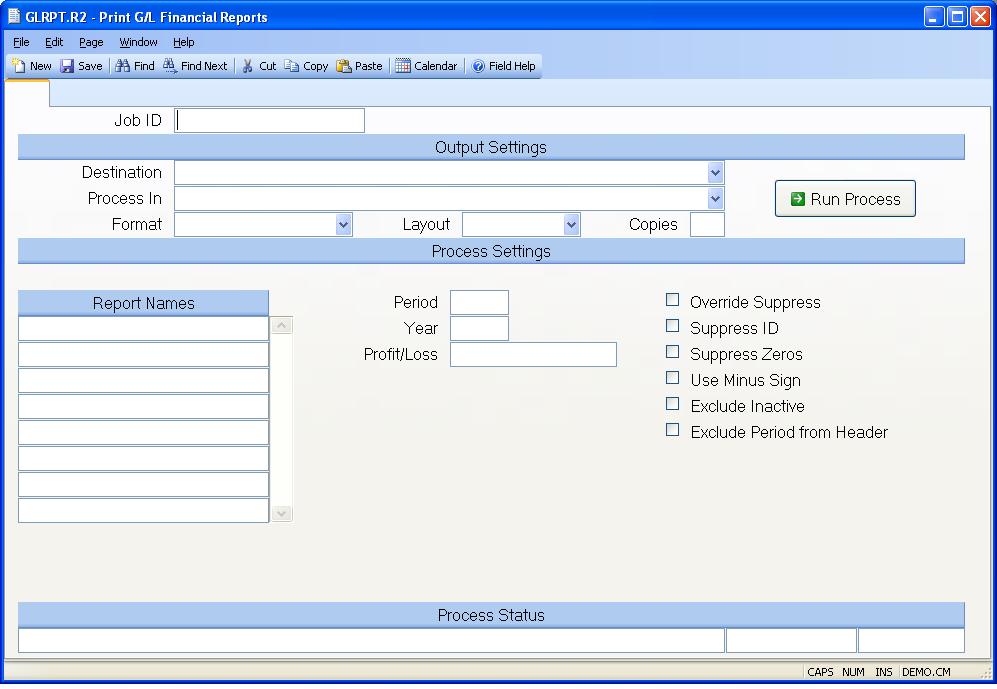 GLRPT.R2 - Print G/L Financial Reports
File Edit Page Window Help
New Save Find Find Next Cut Copy Paste Calendar Field Help
Job ID
Output Settings
Destination
Process In
Run Process
Format Layout Copies
Process Settings
Report Names
Period
Year
Profit/Loss
Override Suppress
Suppress ID
Suppress Zeros
Use Minus Sign
Exclude Inactive
Exclude Period from Header
Process Status
CAPS NUM INS DEMO.CM